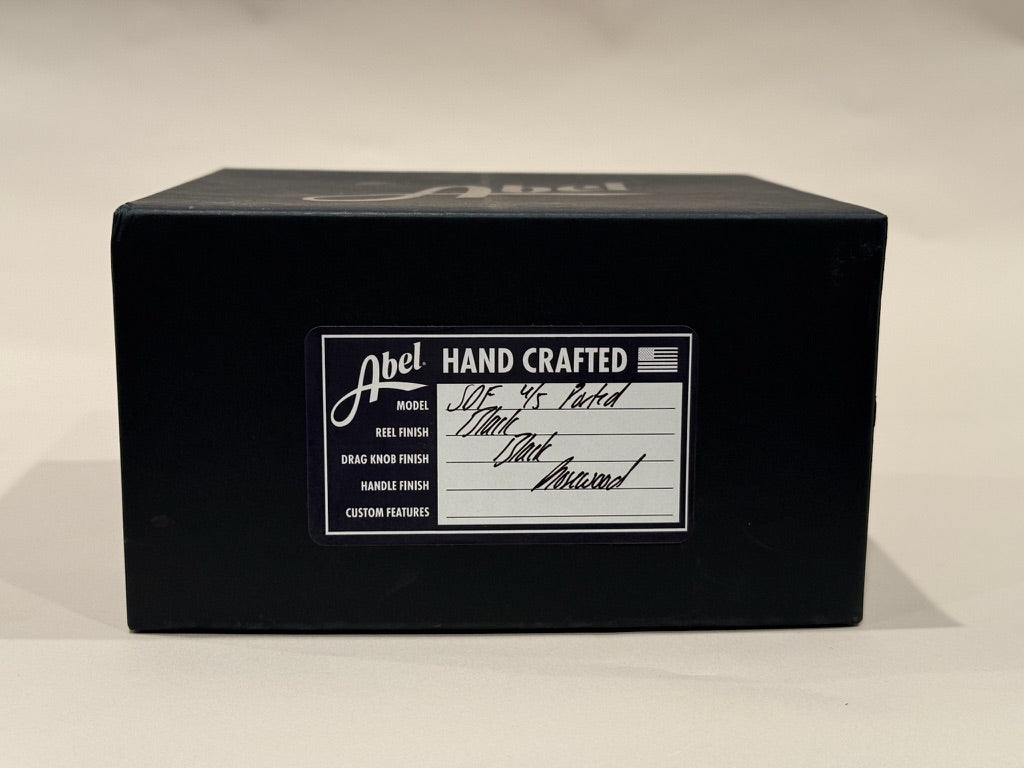 Abel
Abel. HAND CRAFTED
MODEL SDF 4/5 Ported
REEL FINISH Black
DRAG KNOB FINISH Black
HANDLE FINISH Rosewood
CUSTOM FEATURES